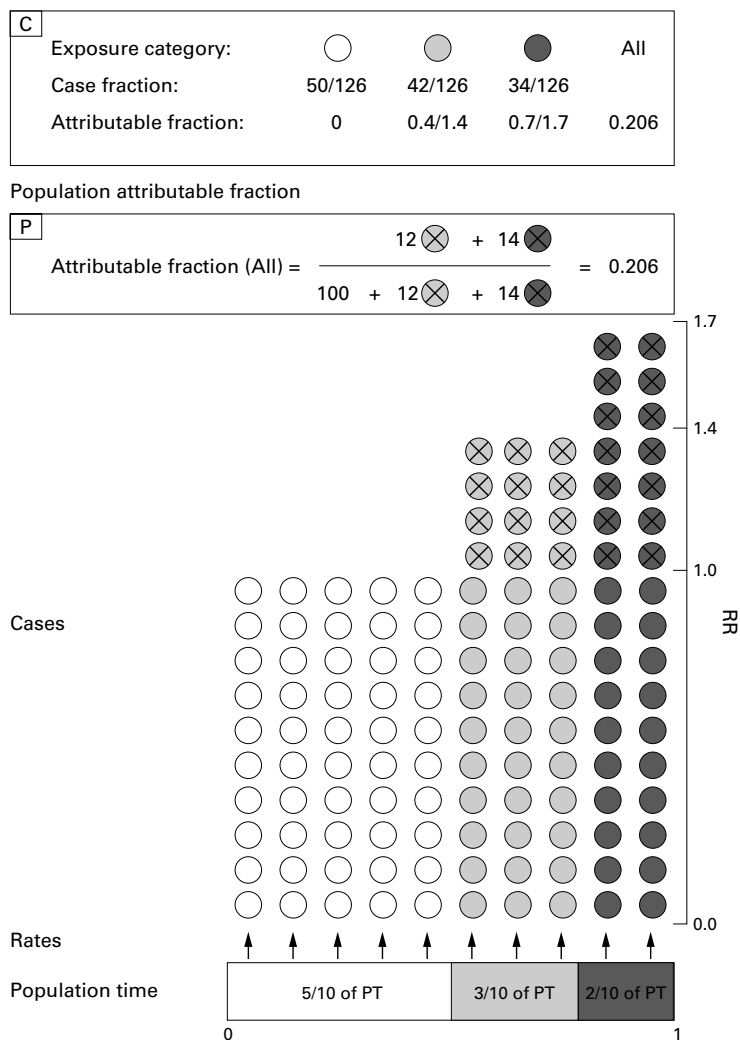 C
Exposure category: All
Case fraction: 50/126 42/126 34/126
Attributable fraction: 0 0.4/1.4 0.7/1.7 0.206
Population attributable fraction
P
12 + 14
Attributable fraction (All) = = 0.206
100 + 12 + 14
1.7
1.4
1.0
Cases
RR
0.0
Rates
Population time 5/10 of PT 3/10 of PT 2/10 of PT
0 1